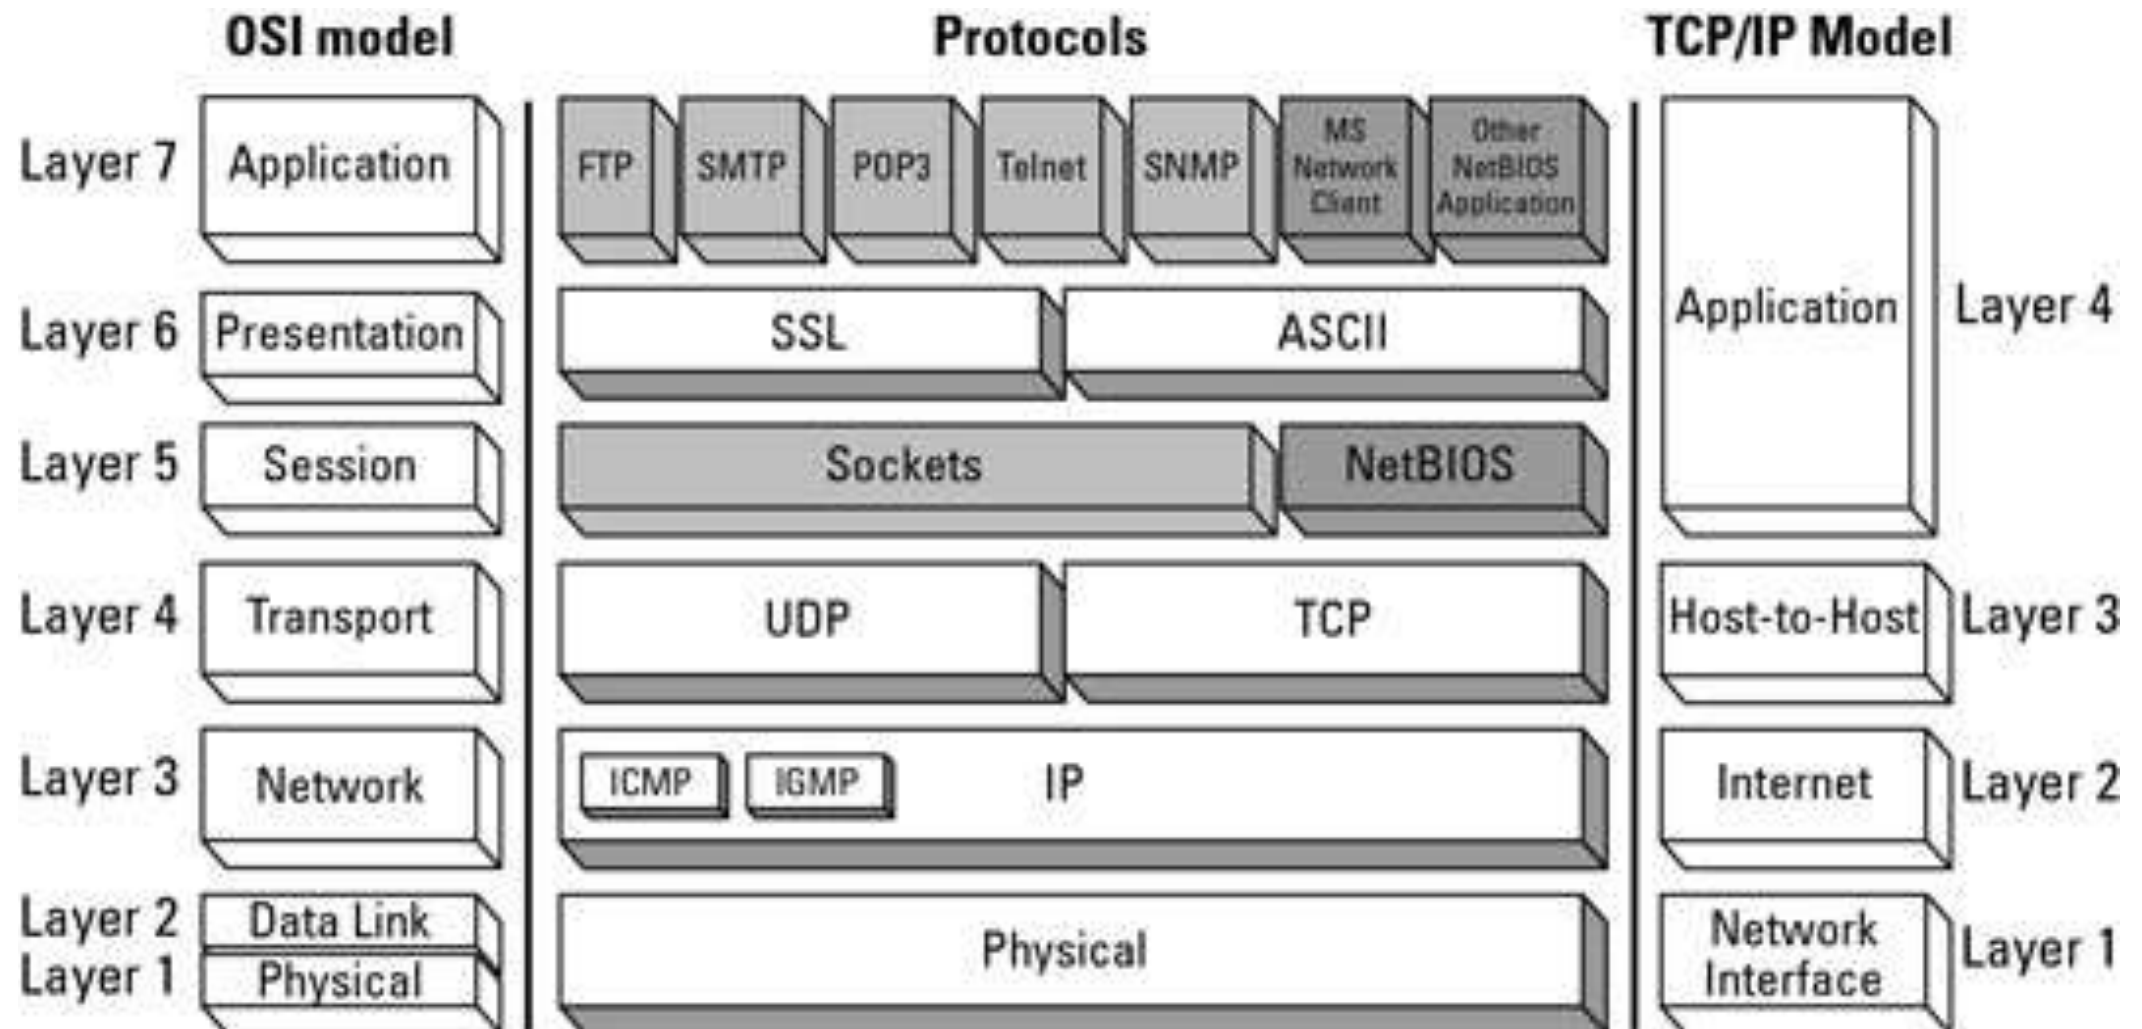 OSI model Protocols TCP/IP Model
Layer 7 Application FTP SMTP POP3 Telnet SNMP MS Network Client Other NetBIOS Application
Application Layer 4
Layer 6 Presentation SSL ASCII
Layer 5 Session Sockets NetBIOS
Layer 4 Transport UDP TCP Host-to-Host Layer 3
Layer 3 Network ICMP IGMP IP Internet Layer 2
Layer 2 Data Link
Physical Network Interface Layer 1
Layer 1 Physical